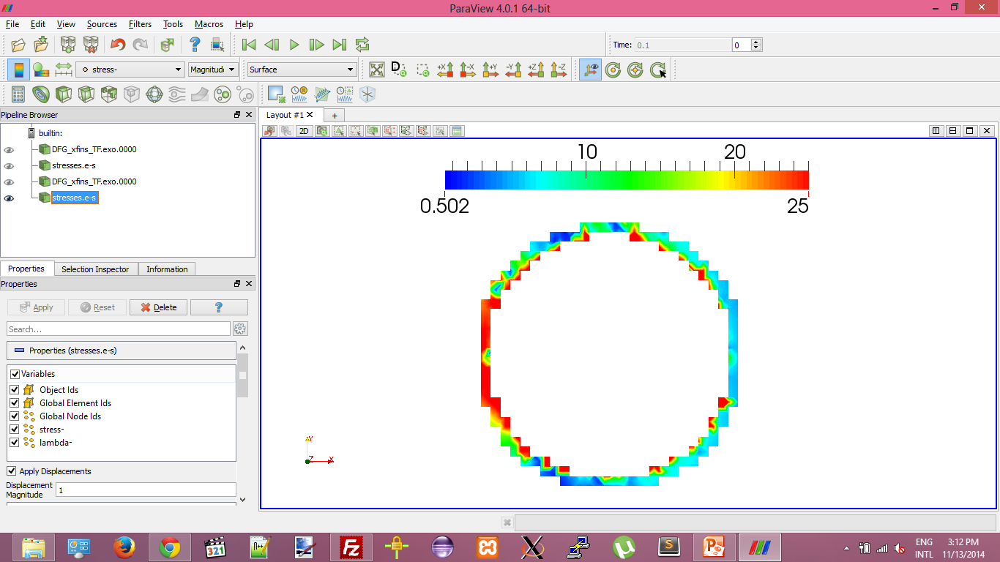 ParaView 4.0.1 64-bit
File Edit View Sources Filters Tools Macros Help
Time: 0.1 0
stress- Magnitude Surface
Pipeline Browser
Layout #1
builtin:
2D
DFG_xfins_TF.exo.0000
stresses.e-s
DFG_xfins_TF.exo.0000
stresses.e-s
10 20
0.502 25
Properties Selection Inspector Information
Properties
Apply Reset Delete ?
Search...
Properties (stresses.e-s)
Variables
Object Ids
Global Element Ids
Global Node Ids
stress-
lambda-
Apply Displacements
Displacement
Magnitude 1
Y
Z X
321
N++
Fz
S
P
ENG 3:12 PM
INTL 11/13/2014